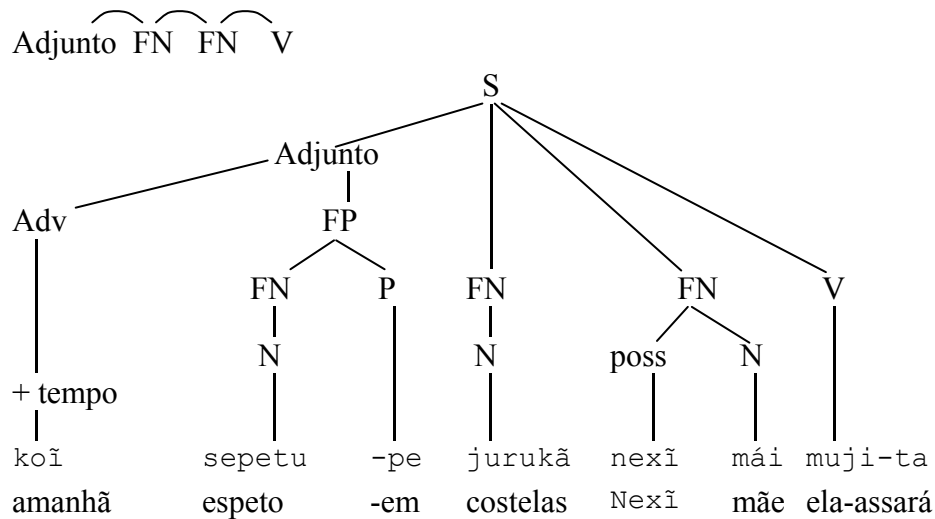 Adjunto FN FN V
S
Adjunto
Adv FP
FN P FN FN V
N N poss N
+ tempo
koĩ sepetu -pe jurukã nexĩ mái muji-ta
amanhã espeto -em costelas Nexĩ mãe ela-assará